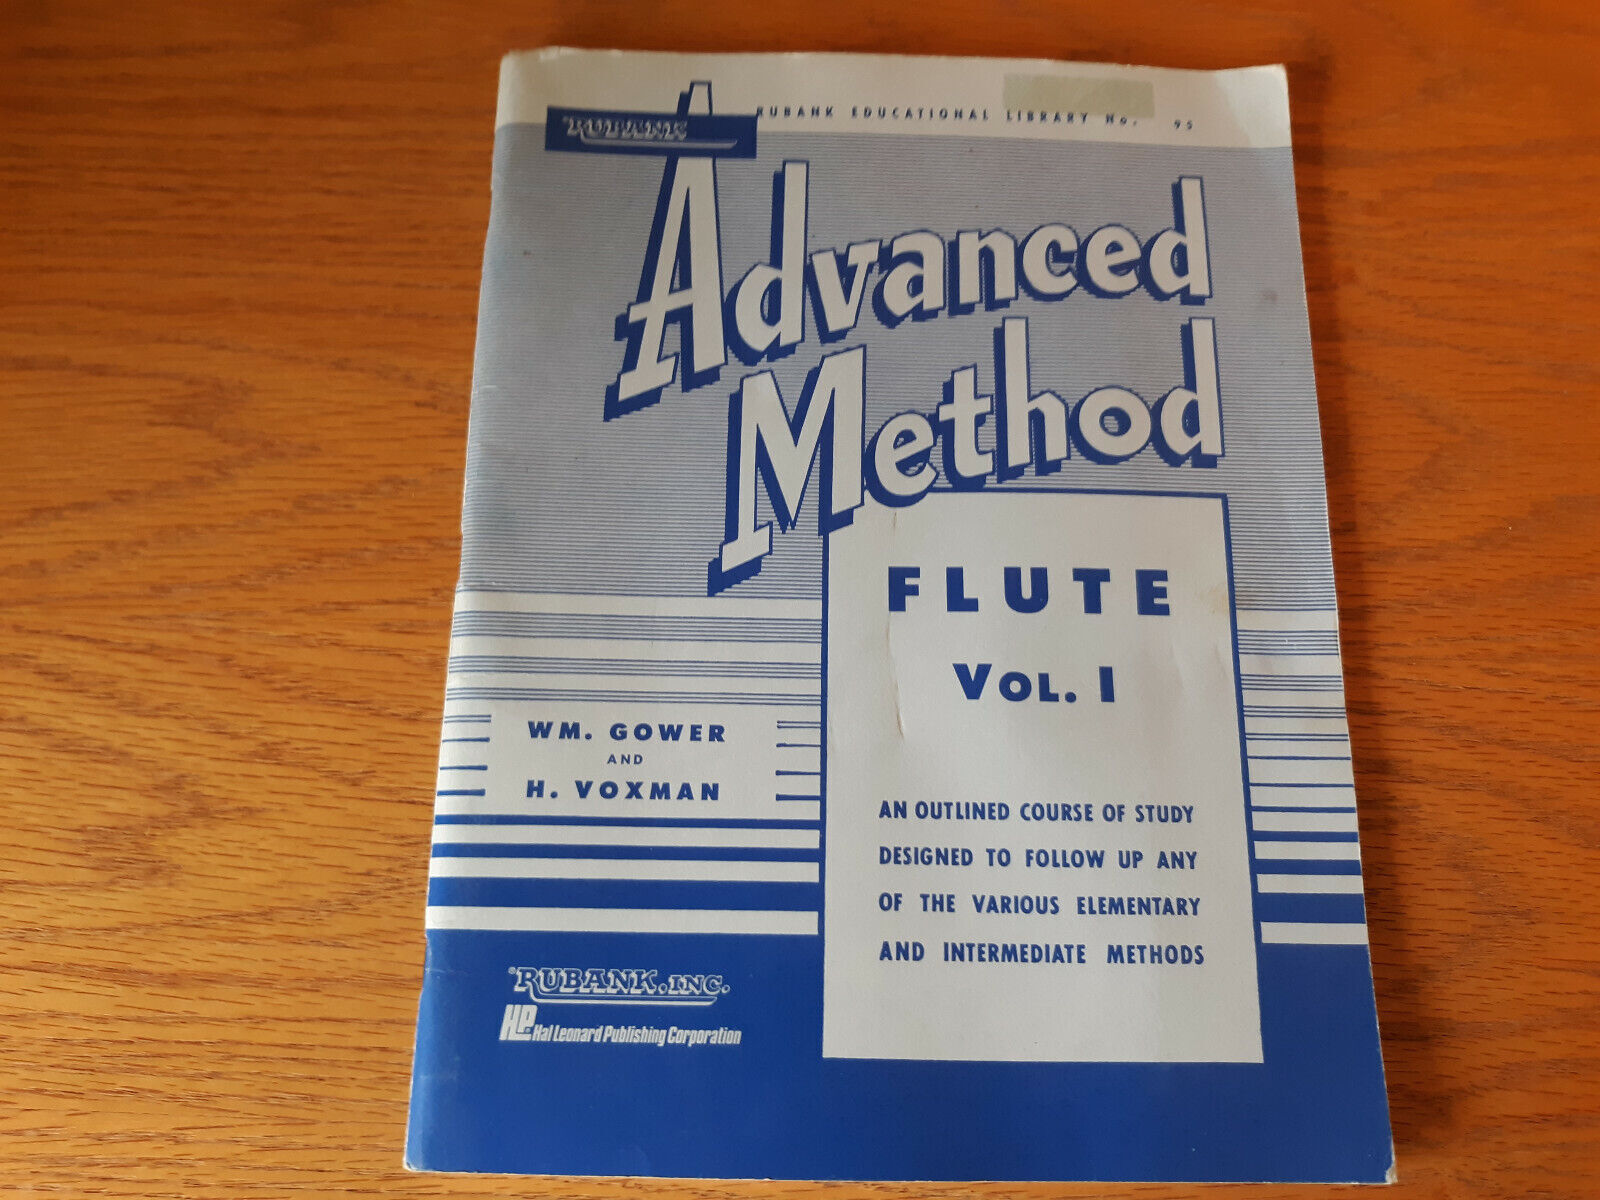 RUBANK
RUBANK EDUCATIONAL LIBRARY No. 95
Advanced
Method
FLUTE
VOL. I
WM. GOWER
AND
H. VOXMAN
AN OUTLINED COURSE OF STUDY
DESIGNED TO FOLLOW UP ANY
OF THE VARIOUS ELEMENTARY
AND INTERMEDIATE METHODS
®RUBANK, INC.
HP. Hal Leonard Publishing Corporation